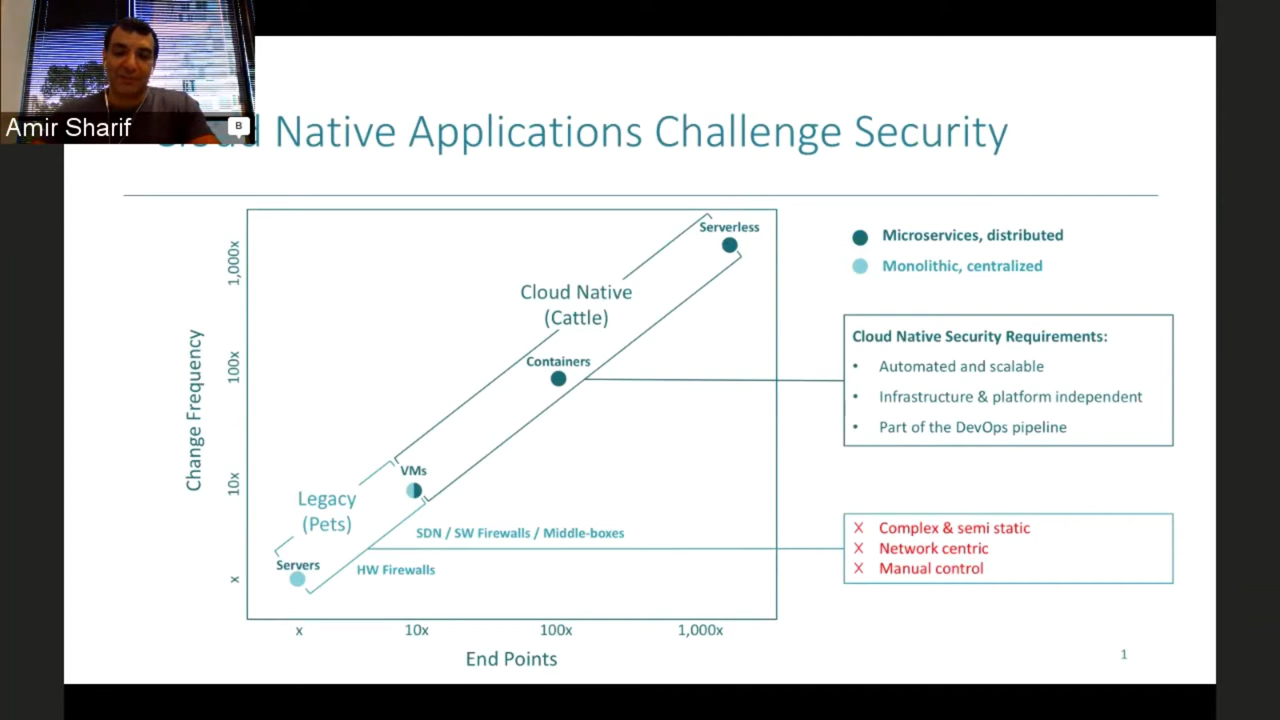 Amir Sharif
B
Cloud Native Applications Challenge Security
Change Frequency
1,000x
100x
10x
x
Serverless
Cloud Native
(Cattle)
Containers
VMs
Legacy
(Pets)
SDN / SW Firewalls / Middle-boxes
Servers
HW Firewalls
x
10x
100x
1,000x
End Points
Microservices, distributed
Monolithic, centralized
Cloud Native Security Requirements:
• Automated and scalable
• Infrastructure & platform independent
• Part of the DevOps pipeline
X Complex & semi static
X Network centric
X Manual control
1